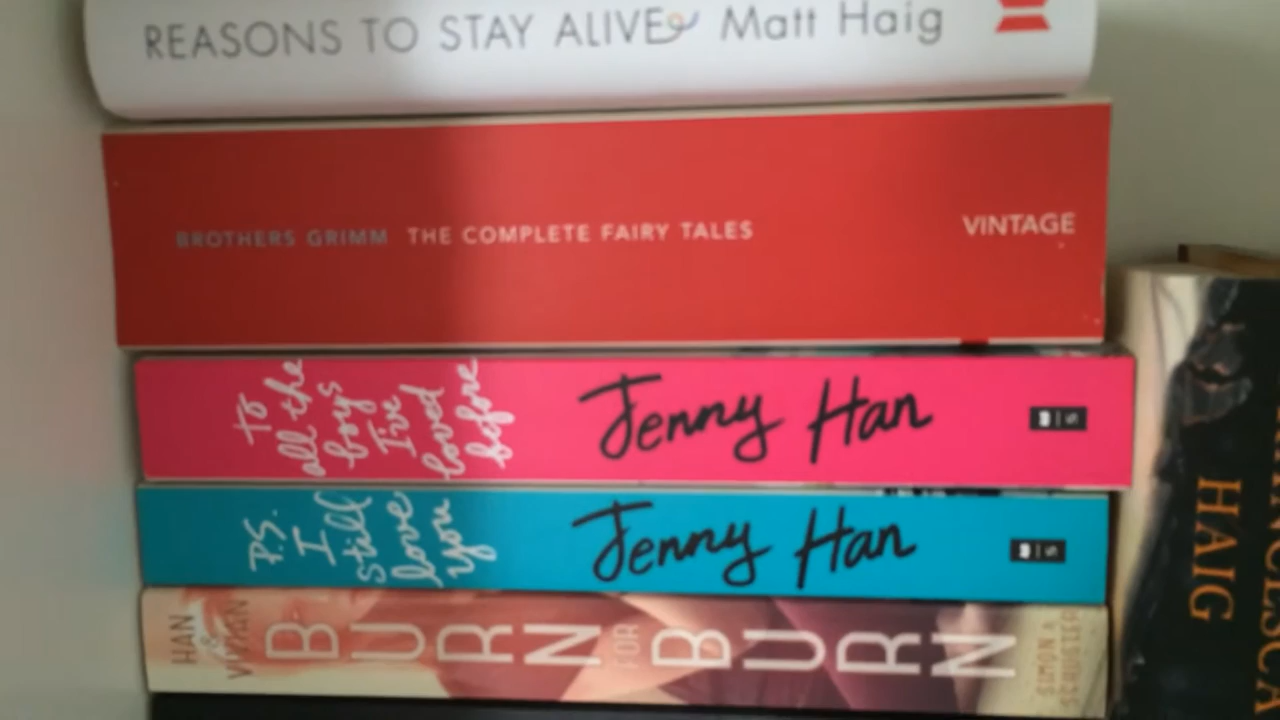 REASONS TO STAY ALIVE Matt Haig
BROTHERS GRIMM THE COMPLETE FAIRY TALES VINTAGE
To
all the
boys
I've
loved
before
Jenny Han
P.S.
I
still
love
you
Jenny Han
HAN
&
VIVIAN
BURN FOR BURN
SIMON &
SCHUSTER
HAIG